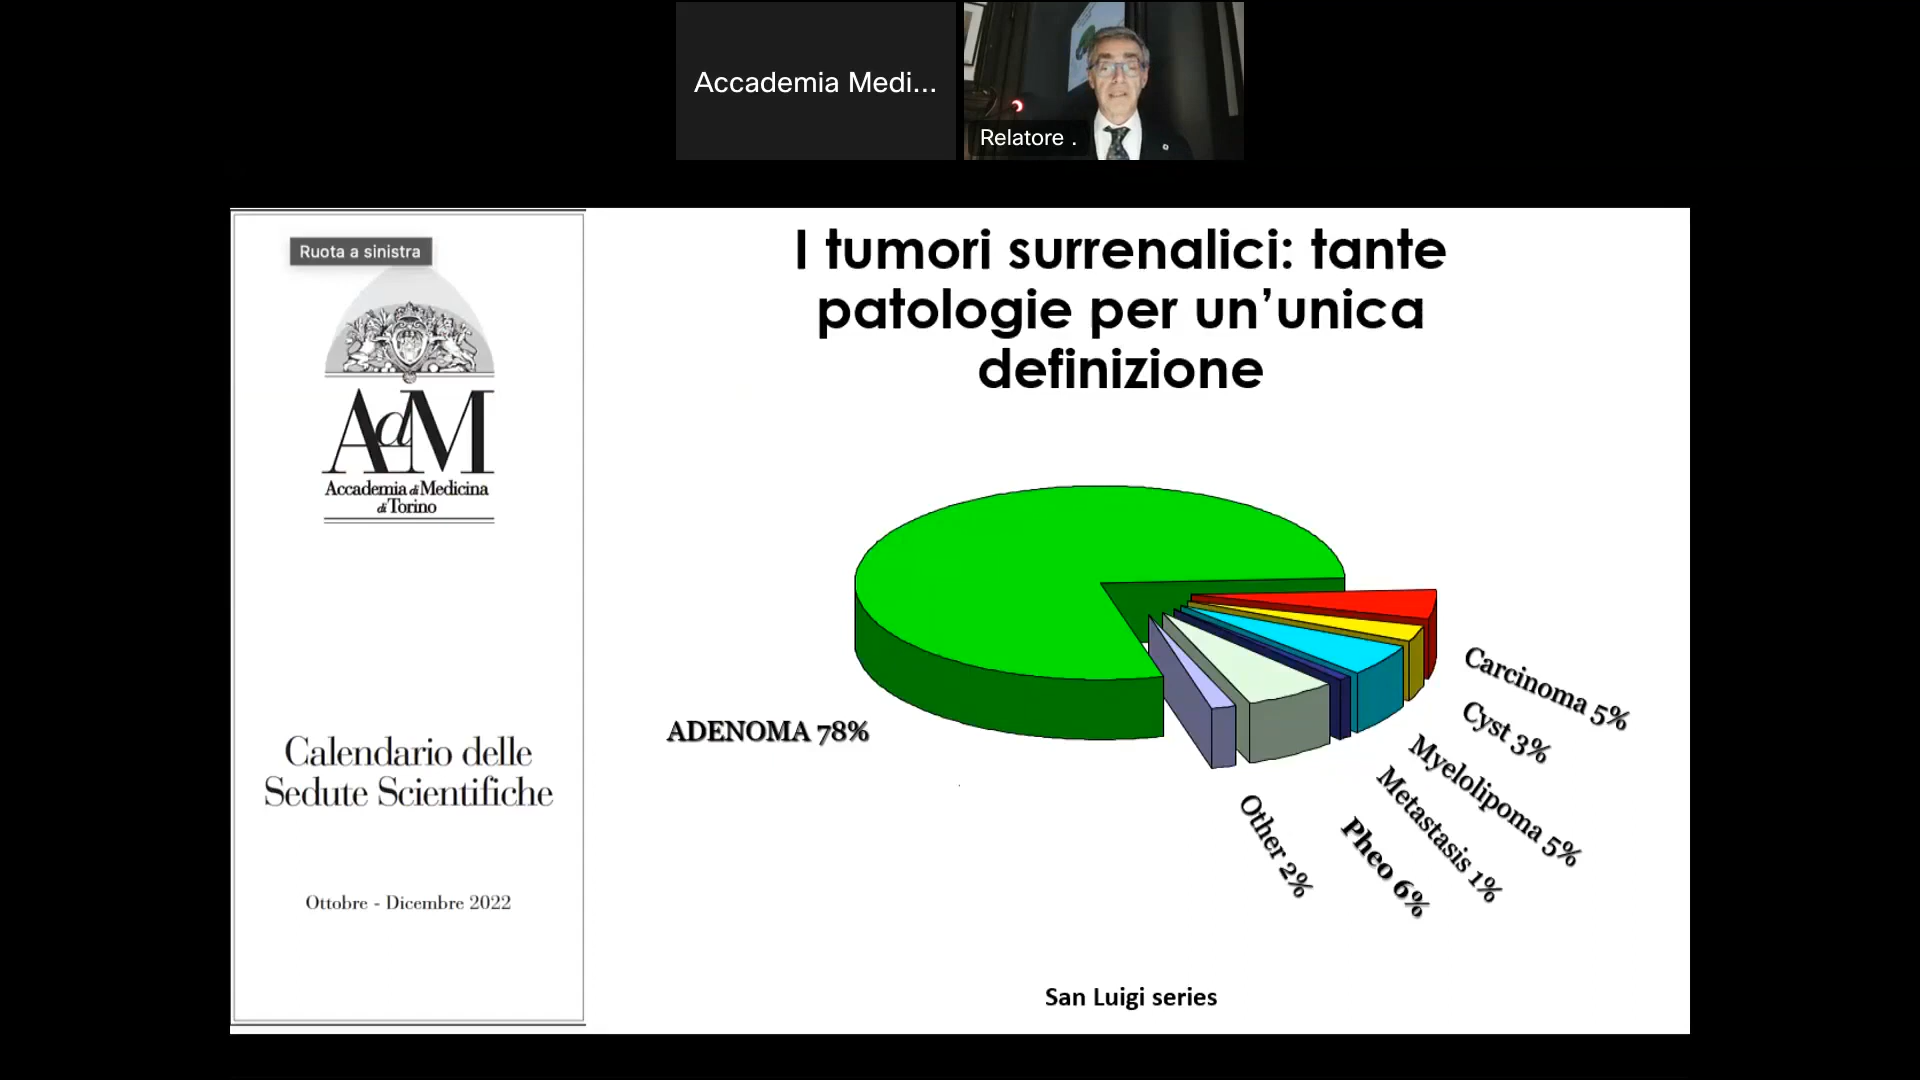 Accademia Medi...
Relatore .
Ruota a sinistra
AdM
Accademia di Medicina
di Torino
Calendario delle
Sedute Scientifiche
Ottobre - Dicembre 2022
I tumori surrenalici: tante
patologie per un’unica
definizione
ADENOMA 78%
Carcinoma 5%
Cyst 3%
Myelolipoma 5%
Metastasis 1%
Pheo 6%
Other 2%
San Luigi series